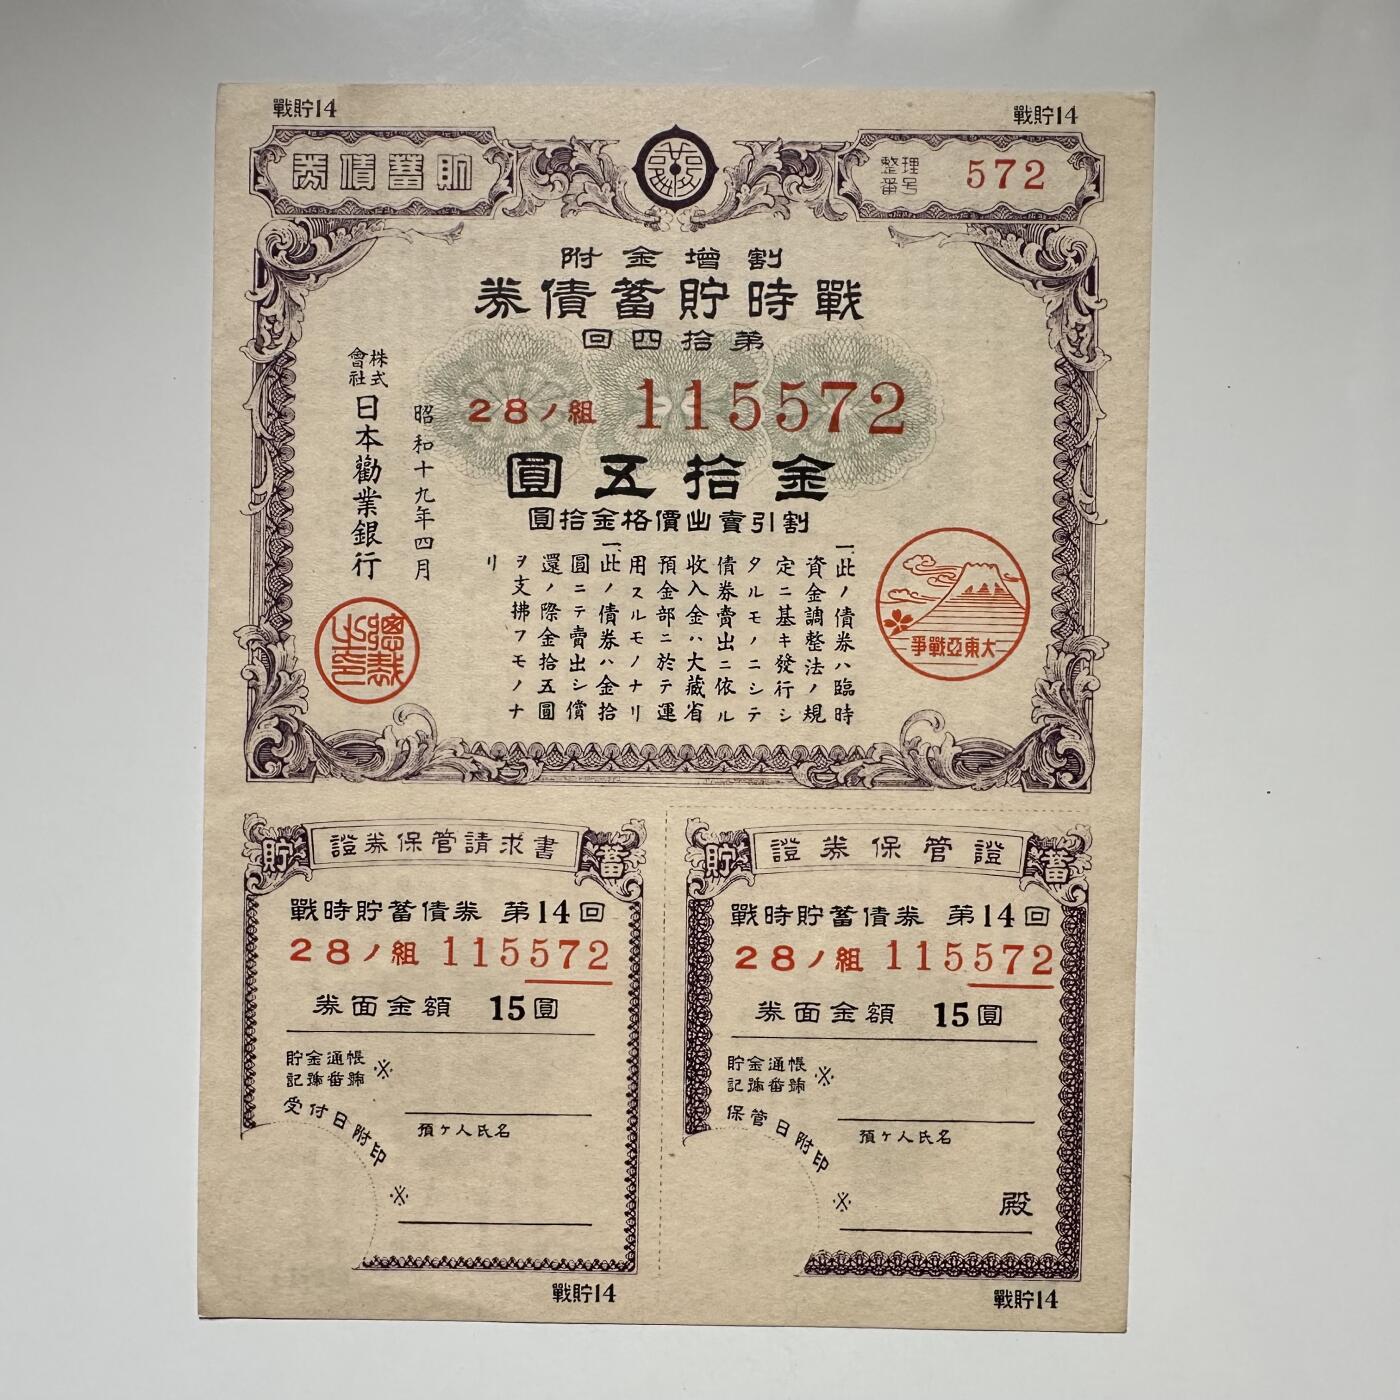 戰貯14
戰貯14
券債蓄貯
整理番号
572
附金增割
券債蓄貯時戰
回四拾第
28ノ組 115572
圓五拾金
圓拾金格價出賣引割
一、此ノ債券ハ臨時
資金調整法ノ規
定ニ基キ發行シ
タルモノニシテ
債券賣出ニ依ル
收入金ハ大藏省
預金部ニ於テ運
用スルモノナリ
一、此ノ債券ハ金拾
圓ニテ賣出シ償
還ノ際金拾五圓
ヲ支拂フモノナ
リ
昭和十九年四月
株式會社日本勸業銀行
爭戰亞東大
證券保管請求書
貯
蓄
戰時貯蓄債券 第14回
28ノ組 115572
券面金額 15圓
貯金通帳
記號番號 ※
受付日附印
預ケ人氏名
※
戰貯14
證券保管證
貯
蓄
戰時貯蓄債券 第14回
28ノ組 115572
券面金額 15圓
貯金通帳
記號番號 ※
保管日附印
預ケ人氏名
※
殿
戰貯14